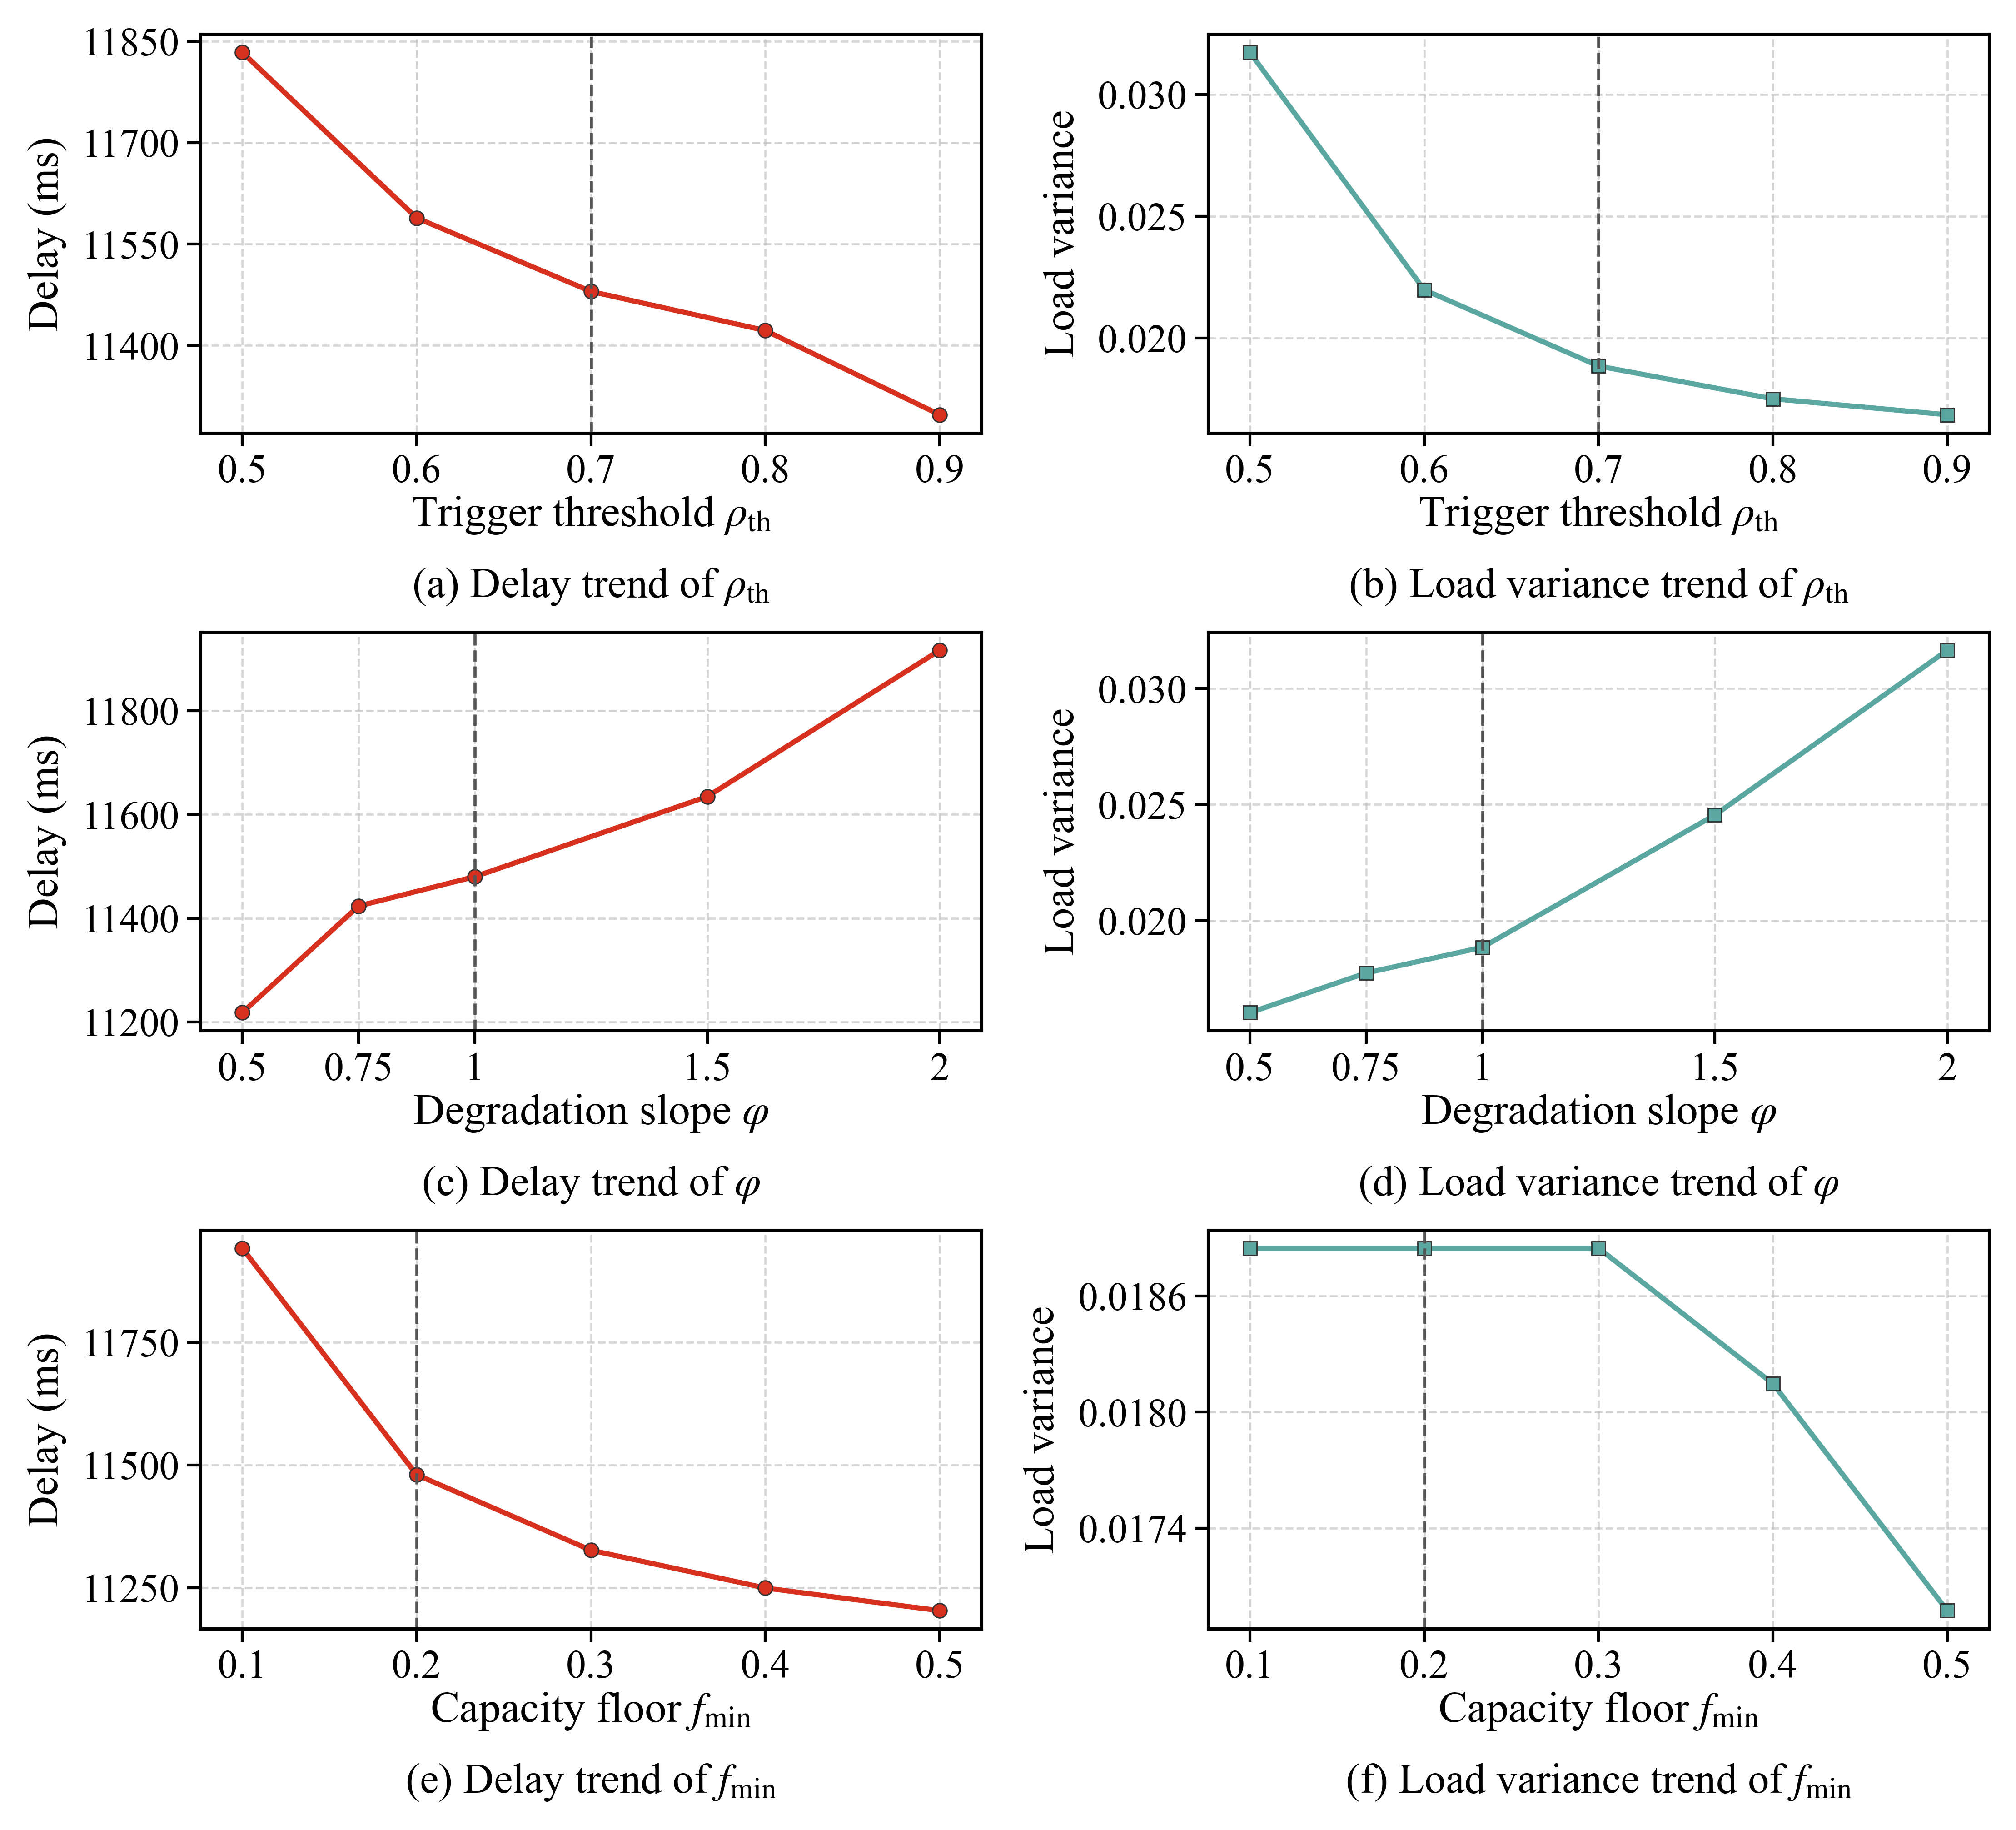 11850
11700
11550
11400
Delay (ms)
0.5 0.6 0.7 0.8 0.9
Trigger threshold ρth
(a) Delay trend of ρth
0.030
0.025
0.020
Load variance
0.5 0.6 0.7 0.8 0.9
Trigger threshold ρth
(b) Load variance trend of ρth
11800
11600
11400
11200
Delay (ms)
0.5 0.75 1 1.5 2
Degradation slope φ
(c) Delay trend of φ
0.030
0.025
0.020
Load variance
0.5 0.75 1 1.5 2
Degradation slope φ
(d) Load variance trend of φ
11750
11500
11250
Delay (ms)
0.1 0.2 0.3 0.4 0.5
Capacity floor fmin
(e) Delay trend of fmin
0.0186
0.0180
0.0174
Load variance
0.1 0.2 0.3 0.4 0.5
Capacity floor fmin
(f) Load variance trend of fmin